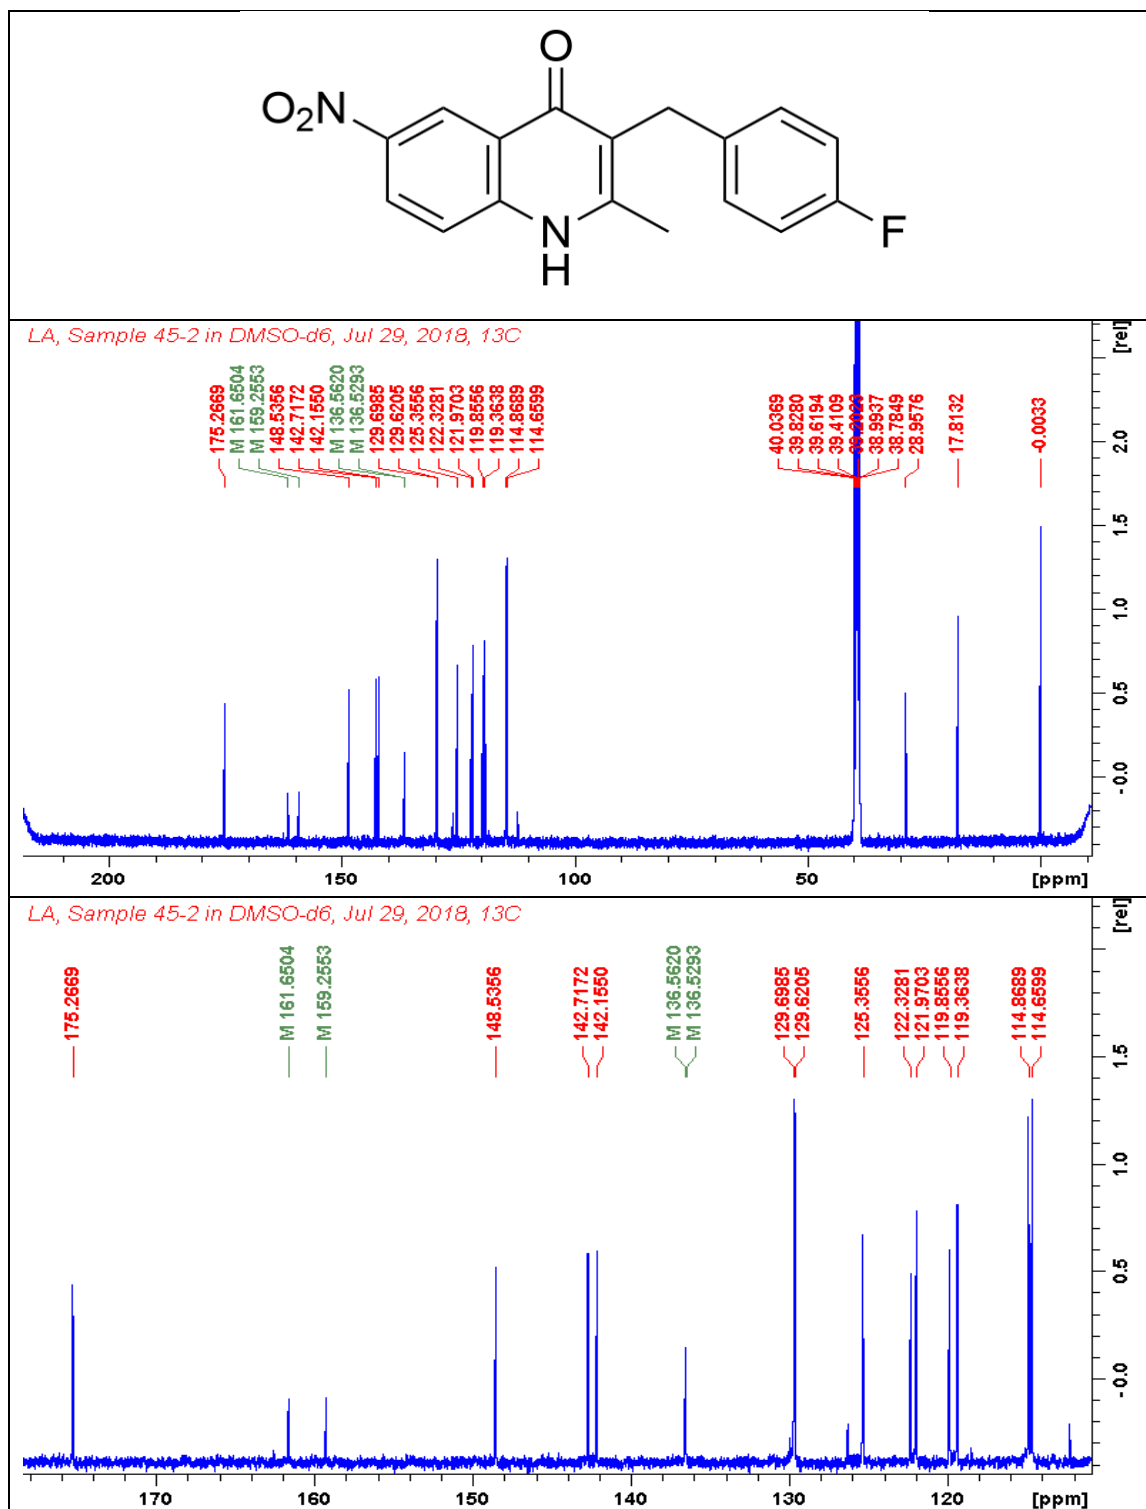 O
O2N
F
N
H
LA, Sample 45-2 in DMSO-d6, Jul 29, 2018, 13C
175.2669
M 161.6504
M 159.2553
148.5356
142.7172
142.1550
M 136.5620
M 136.5293
129.6985
129.6205
125.3556
122.3281
121.9703
119.8556
119.3638
114.8689
114.6599
40.0369
39.8280
39.6194
39.4109
38.9937
38.7849
28.9576
17.8132
-0.0033
[rel]
2.0
1.5
1.0
0.5
- 0.0
200 150 100 50 [ppm]
LA, Sample 45-2 in DMSO-d6, Jul 29, 2018, 13C
175.2669
M 161.6504
M 159.2553
148.5356
142.7172
142.1550
M 136.5620
M 136.5293
129.6985
129.6205
125.3556
122.3281
121.9703
119.8556
119.3638
114.8689
114.6599
[rel]
1.5
1.0
0.5
- 0.0
170 160 150 140 130 120 [ppm]